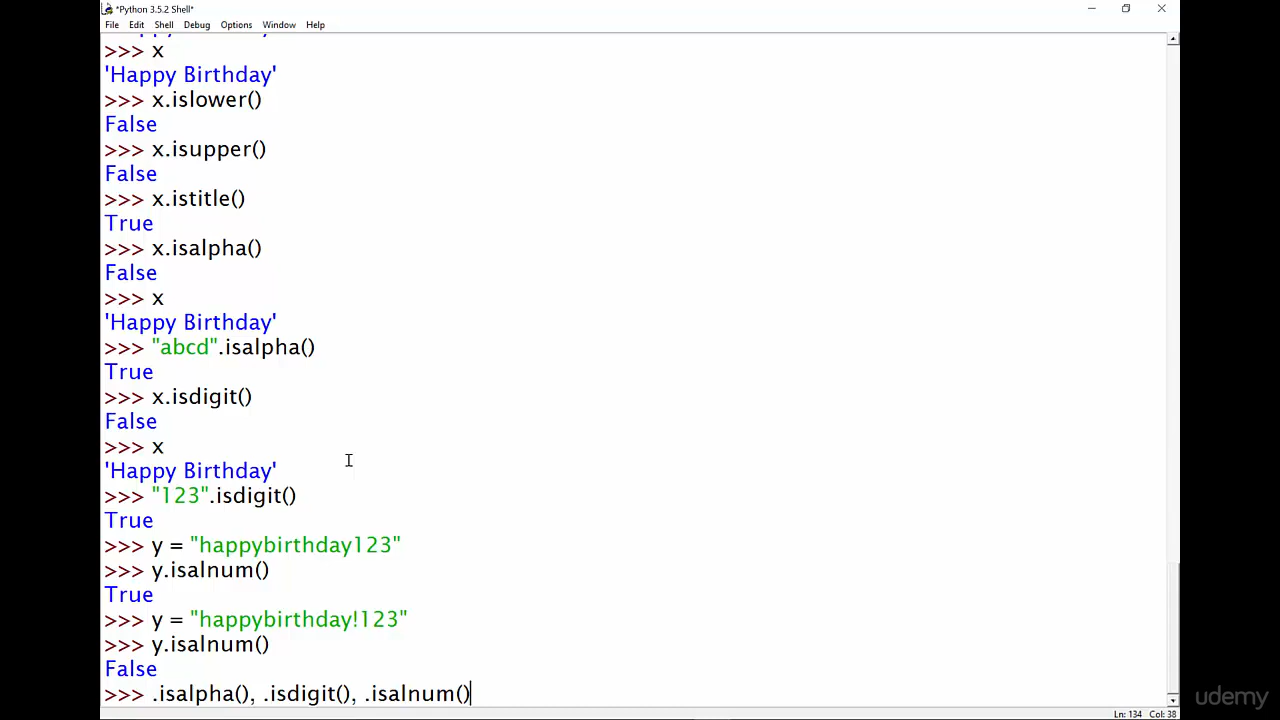 *Python 3.5.2 Shell*
File Edit Shell Debug Options Window Help
>>> x
'Happy Birthday'
>>> x.islower()
False
>>> x.isupper()
False
>>> x.istitle()
True
>>> x.isalpha()
False
>>> x
'Happy Birthday'
>>> "abcd".isalpha()
True
>>> x.isdigit()
False
>>> x
'Happy Birthday'
>>> "123".isdigit()
True
>>> y = "happybirthday123"
>>> y.isalnum()
True
>>> y = "happybirthday!123"
>>> y.isalnum()
False
>>> .isalpha(), .isdigit(), .isalnum()
Ln: 134 Col: 38
udemy